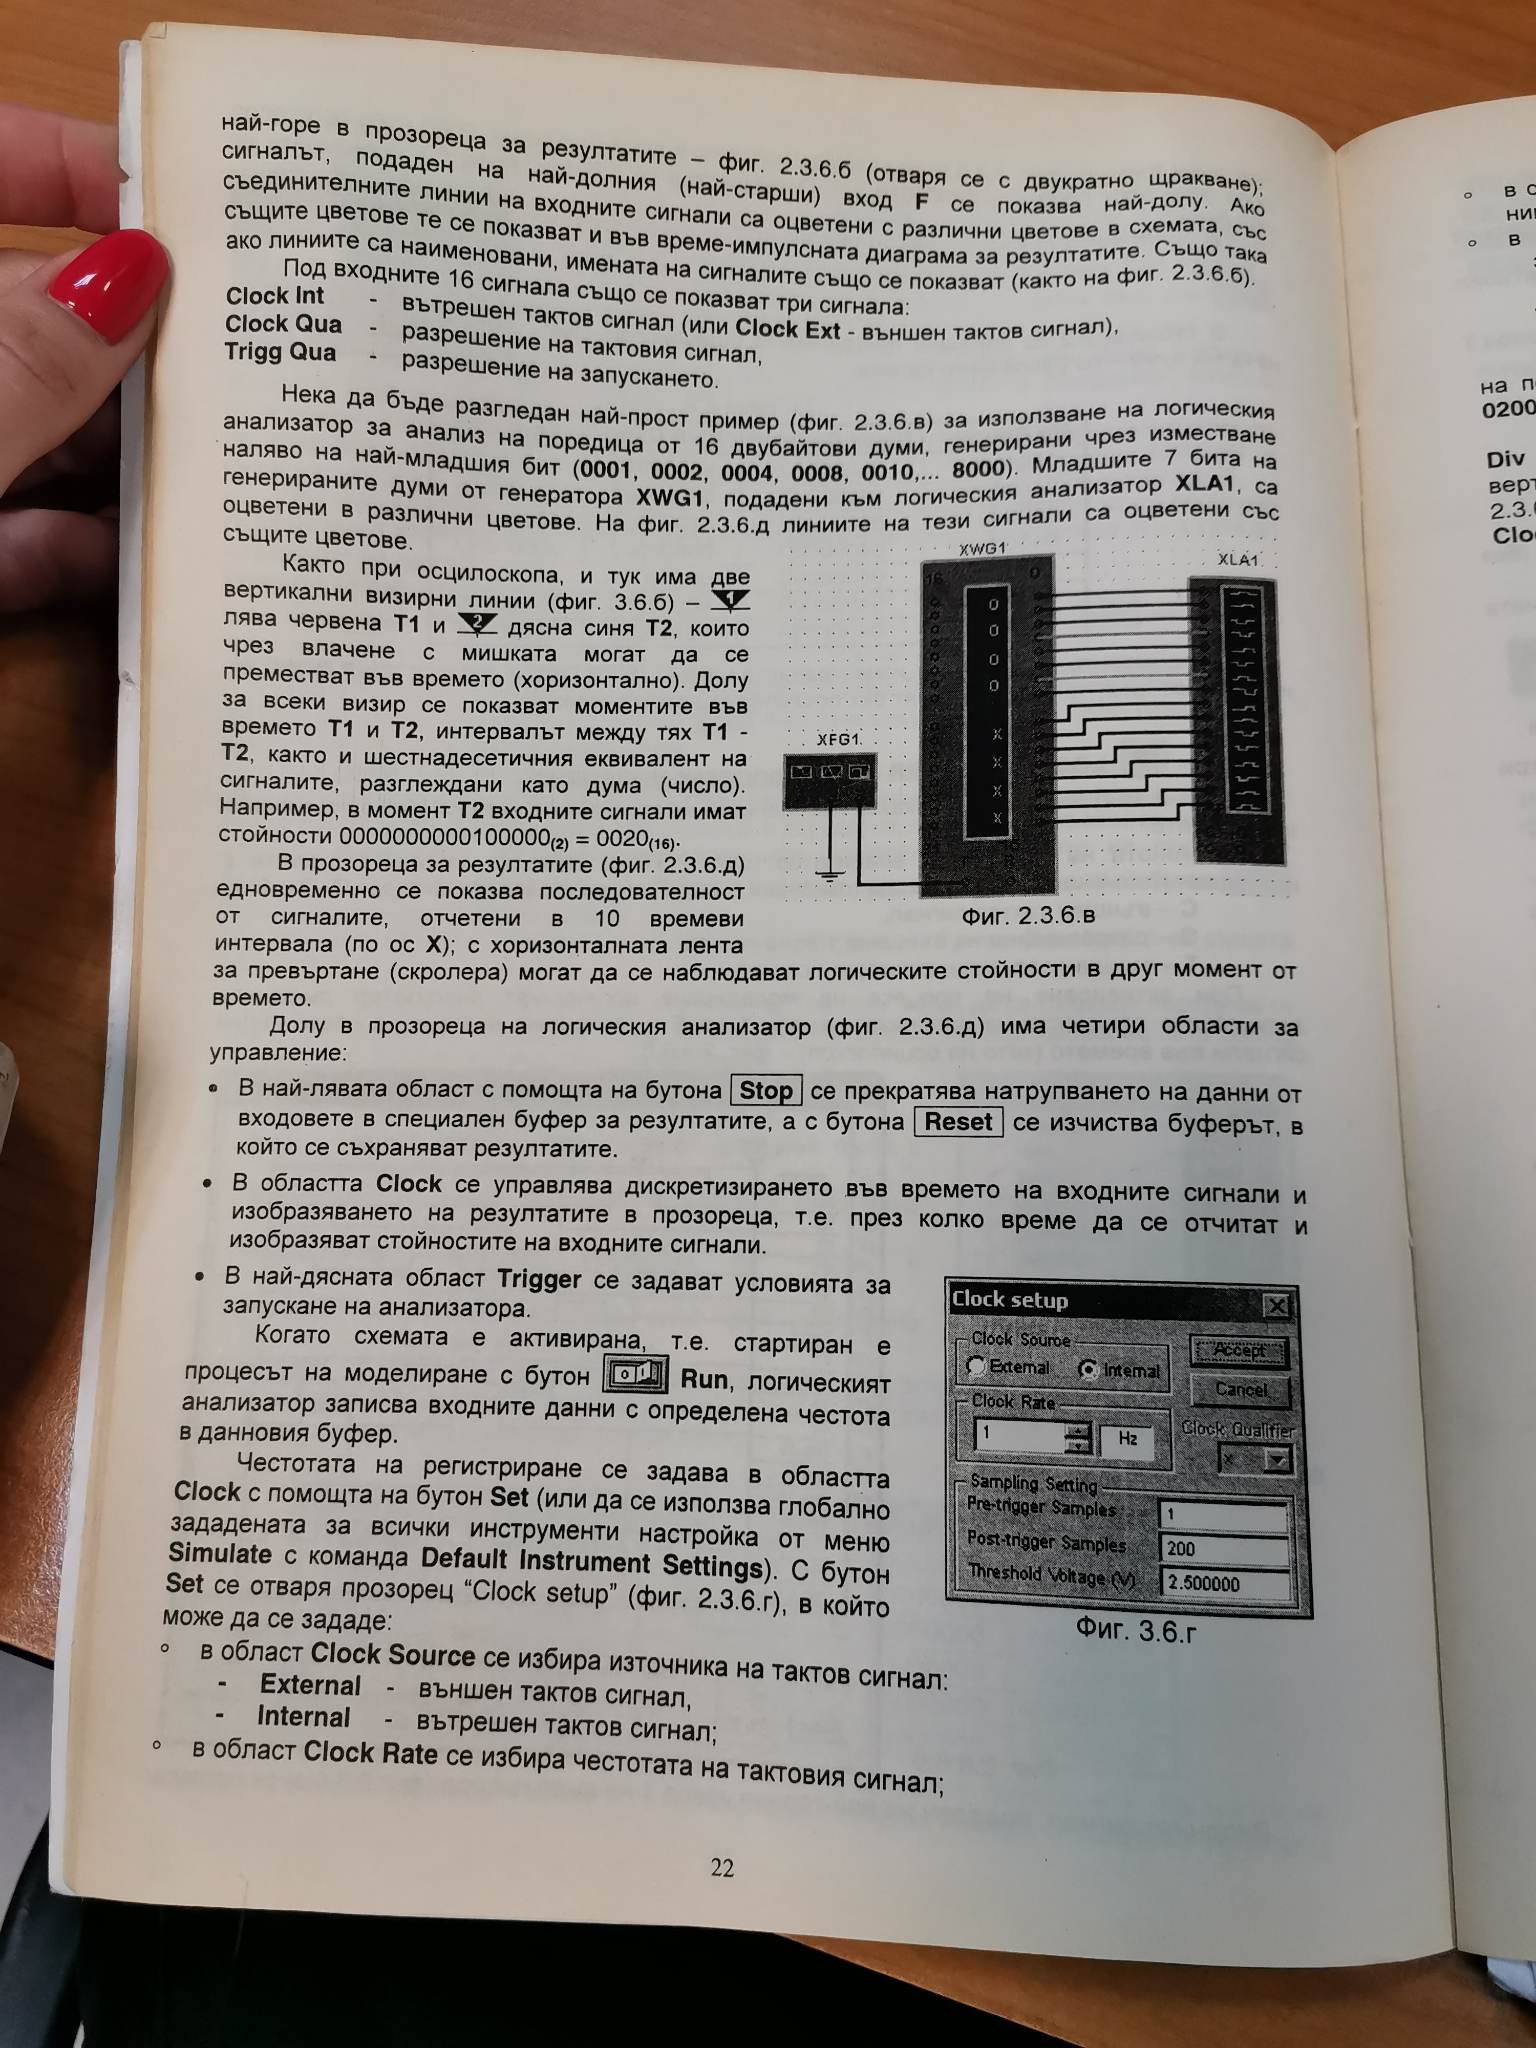 най-горе в прозореца за резултатите – фиг. 2.3.6.б (отваря се с двукратно щракване);
сигналът, подаден на най-долния (най-старши) вход F се показва най-долу. Ако
съединителните линии на входните сигнали са оцветени с различни цветове в схемата, със
същите цветове те се показват и във време-импулсната диаграма за резултатите. Също така
ако линиите са наименовани, имената на сигналите също се показват (както на фиг. 2.3.6.б).
Под входните 16 сигнала също се показват три сигнала:
Clock Int - вътрешен тактов сигнал (или Clock Ext - външен тактов сигнал),
Clock Qua - разрешение на тактовия сигнал,
Trigg Qua - разрешение на запускането.
Нека да бъде разгледан най-прост пример (фиг. 2.3.6.в) за използване на логическия
анализатор за анализ на поредица от 16 двубайтови думи, генерирани чрез изместване
наляво на най-младшия бит (0001, 0002, 0004, 0008, 0010,... 8000). Младшите 7 бита на
генерираните думи от генератора XWG1, подадени към логическия анализатор XLA1, са
оцветени в различни цветове. На фиг. 2.3.6.д линиите на тези сигнали са оцветени със
същите цветове.
Както при осцилоскопа, и тук има две
вертикални визирни линии (фиг. 3.6.б) – 1
лява червена T1 и 2 дясна синя T2, които
чрез влачене с мишката могат да се
преместват във времето (хоризонтално). Долу
за всеки визир се показват моментите във
времето T1 и T2, интервалът между тях T1 -
T2, както и шестнадесетичния еквивалент на
сигналите, разглеждани като дума (число).
Например, в момент T2 входните сигнали имат
стойности 0000000000100000(2) = 0020(16).
В прозореца за резултатите (фиг. 2.3.6.д)
едновременно се показва последователност
от сигналите, отчетени в 10 времеви
интервала (по ос X); с хоризонталната лента
XWG1
XLA1
16
0
O
O
O
O
X
X
X
X
XFG1
Фиг. 2.3.6.в
за превъртане (скролера) могат да се наблюдават логическите стойности в друг момент от
времето.
Долу в прозореца на логическия анализатор (фиг. 2.3.6.д) има четири области за
управление:
• В най-лявата област с помощта на бутона Stop се прекратява натрупването на данни от
входовете в специален буфер за резултатите, а с бутона Reset се изчиства буферът, в
който се съхраняват резултатите.
• В областта Clock се управлява дискретизирането във времето на входните сигнали и
изобразяването на резултатите в прозореца, т.е. през колко време да се отчитат и
изобразяват стойностите на входните сигнали.
• В най-дясната област Trigger се задават условията за
запускане на анализатора.
Когато схемата е активирана, т.е. стартиран е
процесът на моделиране с бутон Run, логическият
анализатор записва входните данни с определена честота
в данновия буфер.
Честотата на регистриране се задава в областта
Clock с помощта на бутон Set (или да се използва глобално
зададената за всички инструменти настройка от меню
Simulate с команда Default Instrument Settings). С бутон
Set се отваря прозорец “Clock setup” (фиг. 2.3.6.г), в който
може да се зададе:
Clock setup
Clock Source
External
Internal
Accept
Cancel
Clock Rate
1
Hz
Clock Qualifier
x
Sampling Setting
Pre-trigger Samples 1
Post-trigger Samples 200
Threshold Voltage (V) 2.500000
Фиг. 3.6.г
° в област Clock Source се избира източника на тактов сигнал:
- External - външен тактов сигнал,
- Internal - вътрешен тактов сигнал;
° в област Clock Rate се избира честотата на тактовия сигнал;
22
° в
° в
на
0200
Div
2.3.